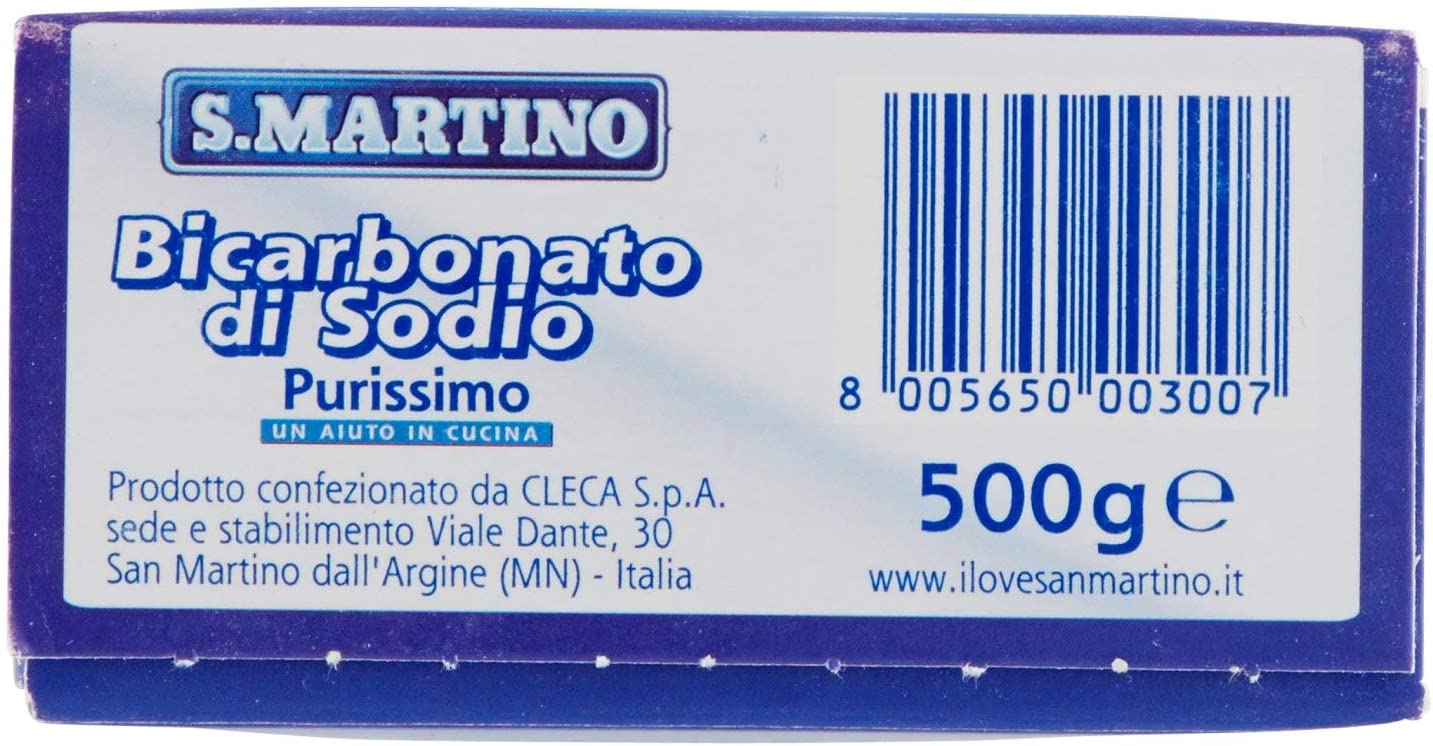 S.MARTINO
Bicarbonato
di Sodio
Purissimo
UN AIUTO IN CUCINA
Prodotto confezionato da CLECA S.p.A.
sede e stabilimento Viale Dante, 30
San Martino dall'Argine (MN) - Italia
8 005650 003007
500g ℮
www.ilovesanmartino.it